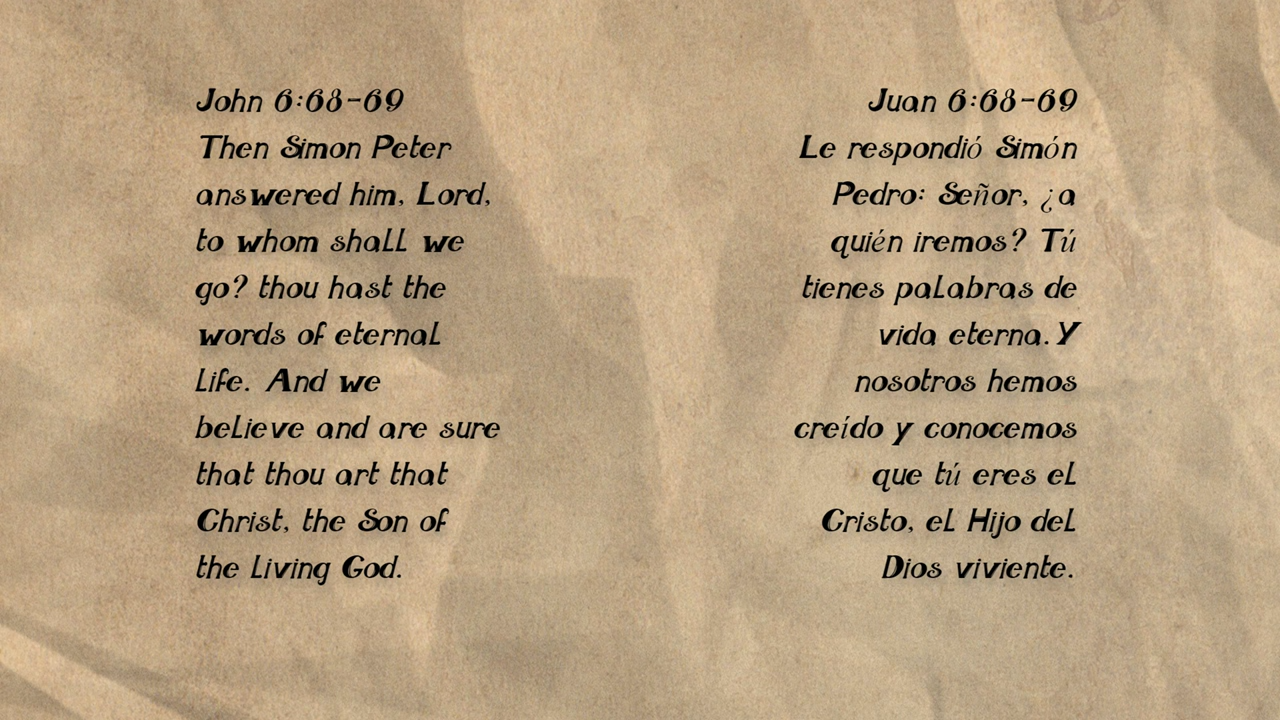 John 6:68-69
Then Simon Peter
answered him, Lord,
to whom shall we
go? thou hast the
words of eternal
life. And we
believe and are sure
that thou art that
Christ, the Son of
the living God.
Juan 6:68-69
Le respondió Simón
Pedro: Señor, ¿a
quién iremos? Tú
tienes palabras de
vida eterna. Y
nosotros hemos
creído y conocemos
que tú eres el
Cristo, el Hijo del
Dios viviente.